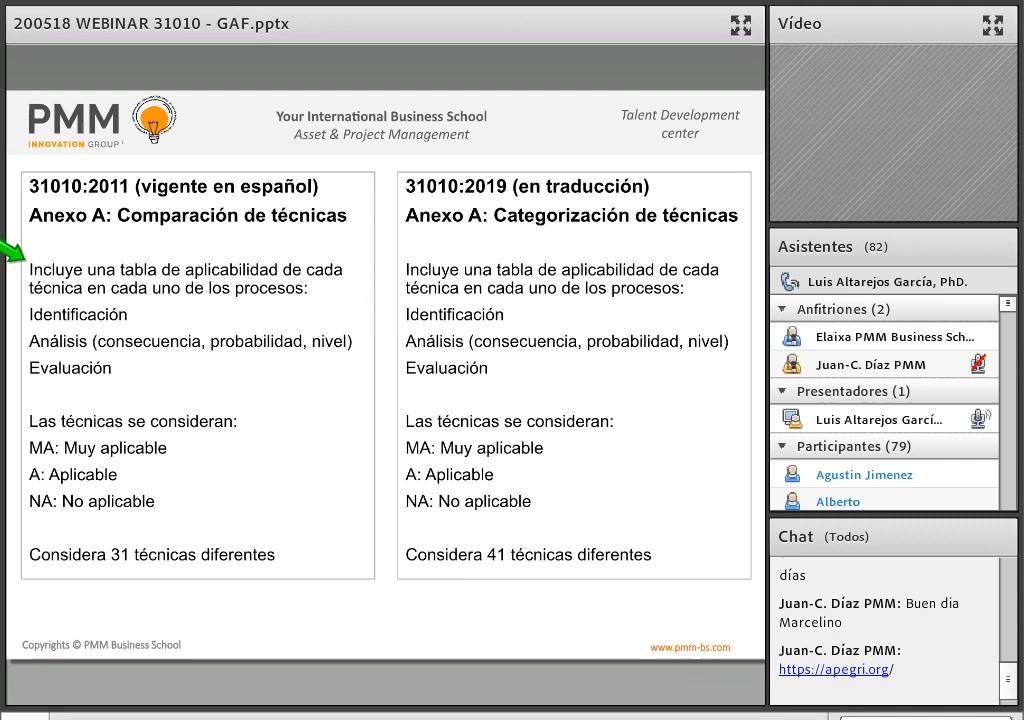 200518 WEBINAR 31010 - GAF.pptx
PMM
INNOVATION GROUP
Your International Business School
Asset & Project Management
Talent Development
center
31010:2011 (vigente en español)
Anexo A: Comparación de técnicas
Incluye una tabla de aplicabilidad de cada
técnica en cada uno de los procesos:
Identificación
Análisis (consecuencia, probabilidad, nivel)
Evaluación
Las técnicas se consideran:
MA: Muy aplicable
A: Aplicable
NA: No aplicable
Considera 31 técnicas diferentes
31010:2019 (en traducción)
Anexo A: Categorización de técnicas
Incluye una tabla de aplicabilidad de cada
técnica en cada uno de los procesos:
Identificación
Análisis (consecuencia, probabilidad, nivel)
Evaluación
Las técnicas se consideran:
MA: Muy aplicable
A: Aplicable
NA: No aplicable
Considera 41 técnicas diferentes
Copyrights © PMM Business School
www.pmm-bs.com
Vídeo
Asistentes (82)
Luis Altarejos García, PhD.
Anfitriones (2)
Elaixa PMM Business Sch...
Juan-C. Díaz PMM
Presentadores (1)
Luis Altarejos Garcí...
Participantes (79)
Agustin Jimenez
Alberto
Chat (Todos)
días
Juan-C. Díaz PMM: Buen dia
Marcelino
Juan-C. Díaz PMM:
https://apegri.org/